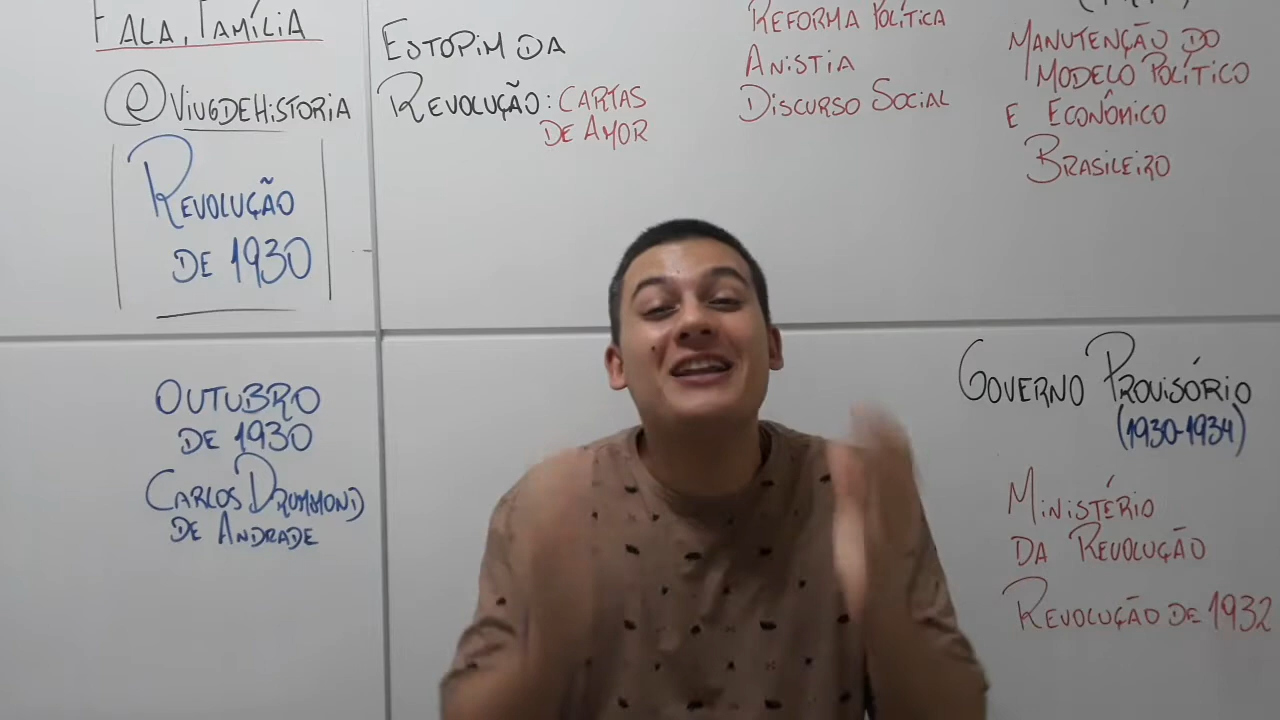 FALA, FAMÍLIA
@VIUGDEHISTORIA
REVOLUÇÃO
DE 1930
OUTUBRO
DE 1930
CARLOS DRUMMOND
DE ANDRADE
ESTOPIM DA
REVOLUÇÃO: CARTAS
DE AMOR
REFORMA POLÍTICA
ANISTIA
DISCURSO SOCIAL
MANUTENÇÃO DO
MODELO POLÍTICO
E ECONÔMICO
BRASILEIRO
GOVERNO PROVISÓRIO
(1930-1934)
MINISTÉRIO
DA REVOLUÇÃO
REVOLUÇÃO DE 1932